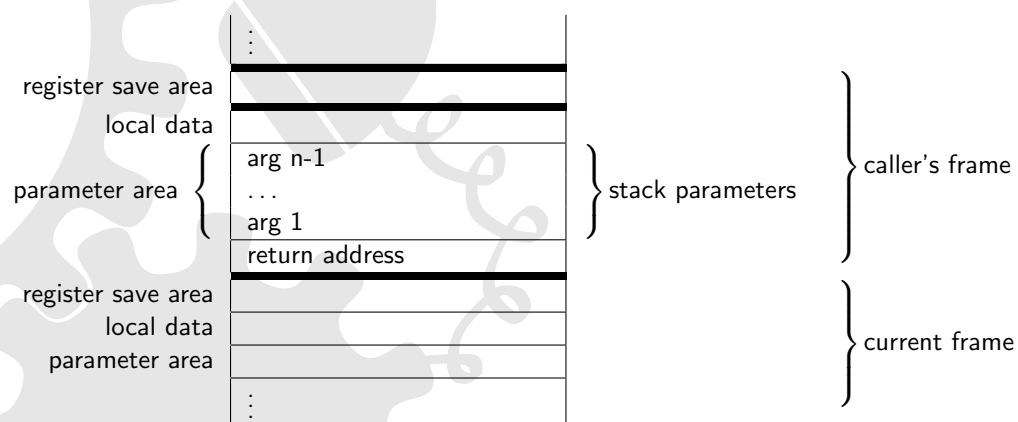 ⋮
register save area
local data
arg n-1
parameter area
. . .
stack parameters
caller's frame
arg 1
return address
register save area
local data
current frame
parameter area
⋮